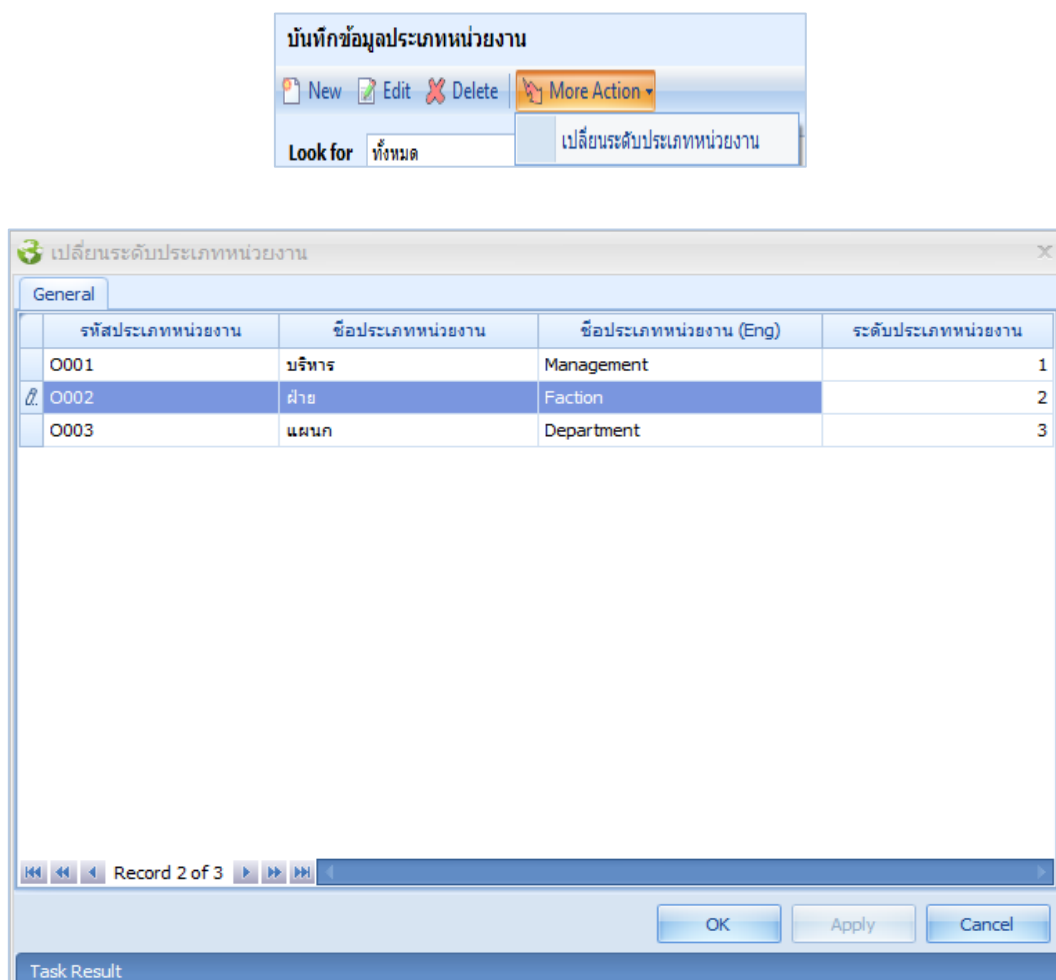 บันทึกข้อมูลประเภทหน่วยงาน
New Edit Delete More Action
เปลี่ยนระดับประเภทหน่วยงาน
Look for ทั้งหมด
เปลี่ยนระดับประเภทหน่วยงาน
General
รหัสประเภทหน่วยงาน ชื่อประเภทหน่วยงาน ชื่อประเภทหน่วยงาน (Eng) ระดับประเภทหน่วยงาน
O001 บริหาร Management 1
O002 ฝ่าย Faction 2
O003 แผนก Department 3
Record 2 of 3
OK Apply Cancel
Task Result